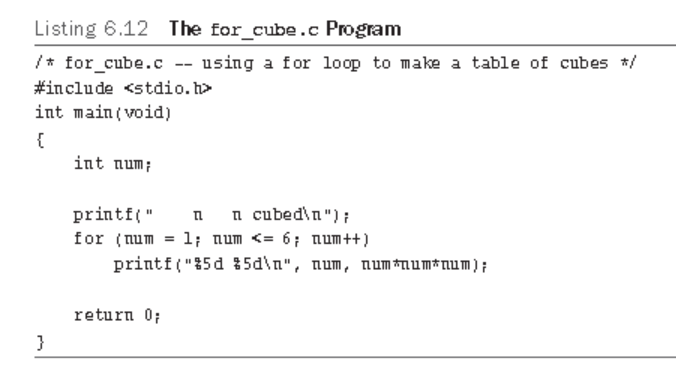 Listing 6.12 The for_cube.c Program
/* for_cube.c -- using a for loop to make a table of cubes */
#include <stdio.h>
int main(void)
{
    int num;

    printf("    n   n cubed\n");
    for (num = 1; num <= 6; num++)
        printf("%5d %5d\n", num, num*num*num);

    return 0;
}